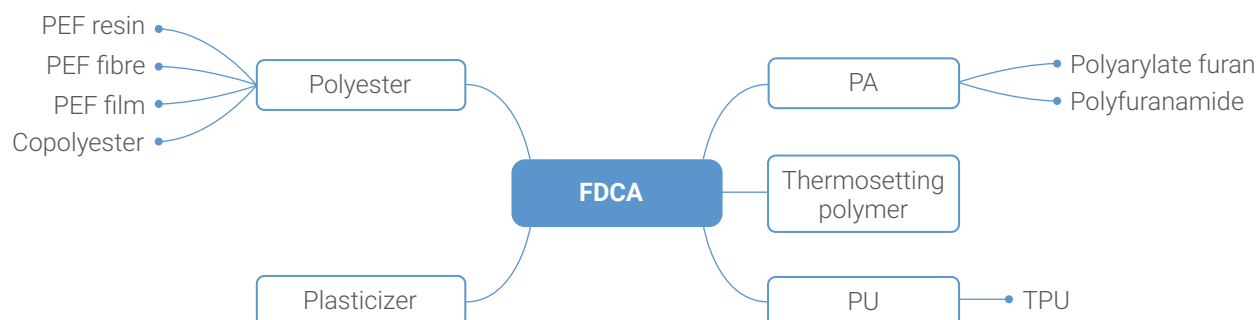 PEF resin
PEF fibre
PEF film
Copolyester
Polyester
Plasticizer
FDCA
PA
Polyarylate furan
Polyfuranamide
Thermosetting
polymer
PU
TPU